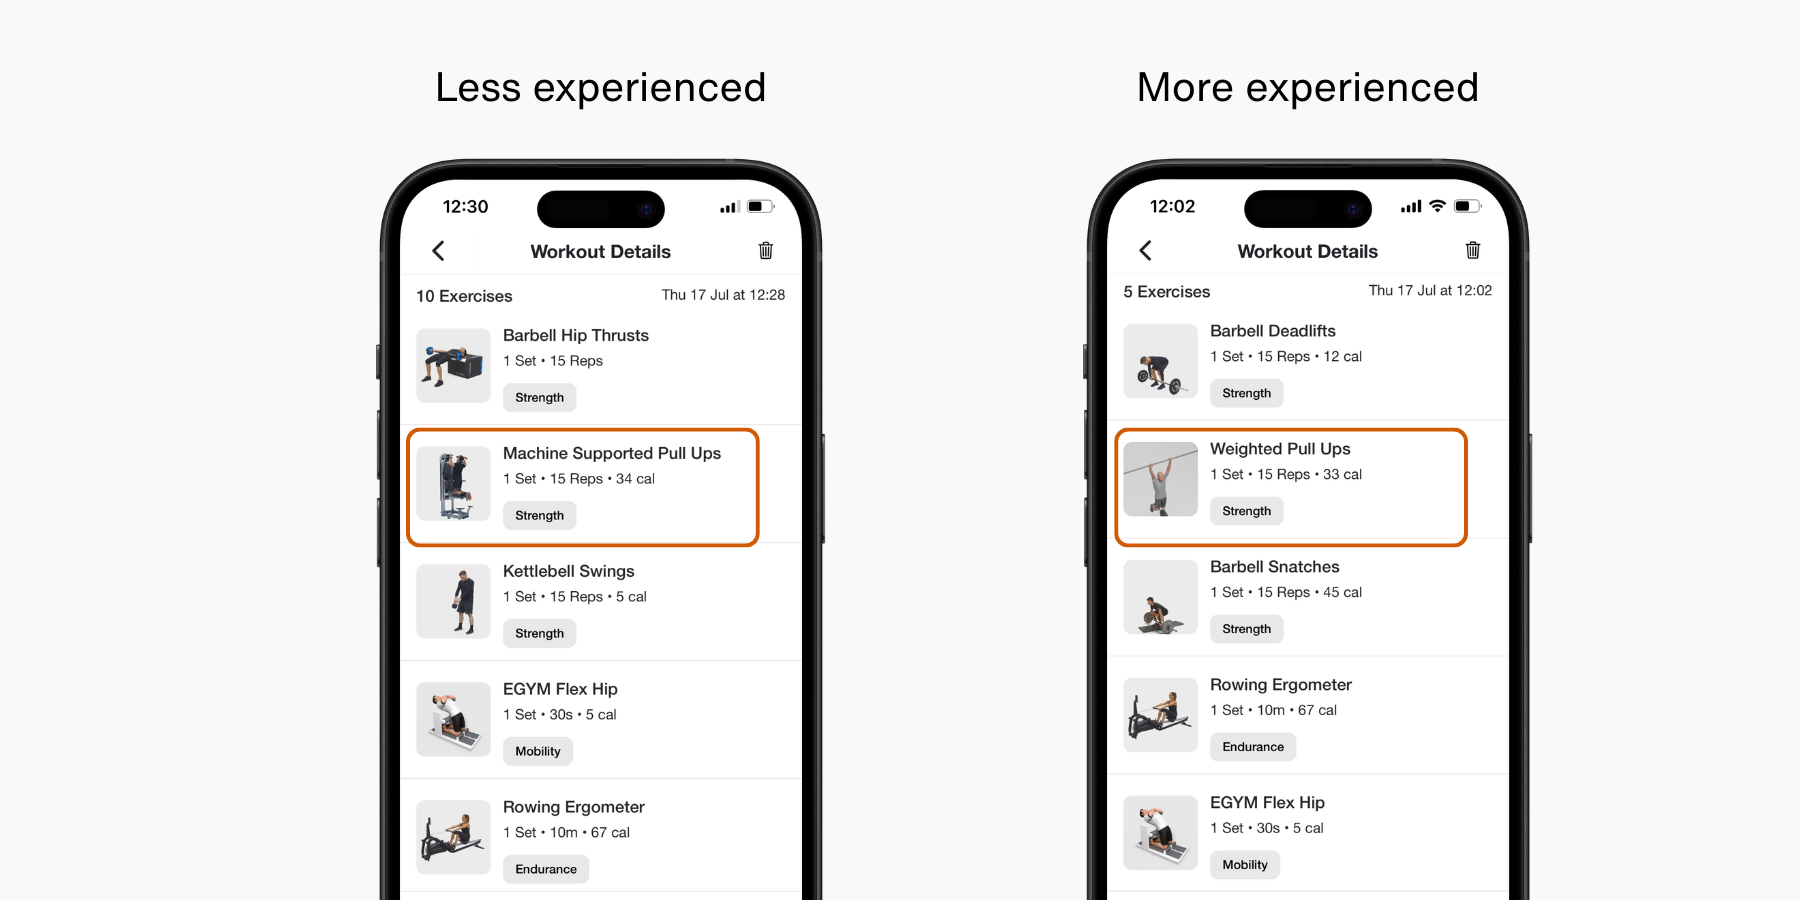 Less experienced
12:30
Workout Details
10 Exercises
Thu 17 Jul at 12:28
Barbell Hip Thrusts
1 Set • 15 Reps
Strength
Machine Supported Pull Ups
1 Set • 15 Reps • 34 cal
Strength
Kettlebell Swings
1 Set • 15 Reps • 5 cal
Strength
EGYM Flex Hip
1 Set • 30s • 5 cal
Mobility
Rowing Ergometer
1 Set • 10m • 67 cal
Endurance
More experienced
12:02
Workout Details
5 Exercises
Thu 17 Jul at 12:02
Barbell Deadlifts
1 Set • 15 Reps • 12 cal
Strength
Weighted Pull Ups
1 Set • 15 Reps • 33 cal
Strength
Barbell Snatches
1 Set • 15 Reps • 45 cal
Strength
Rowing Ergometer
1 Set • 10m • 67 cal
Endurance
EGYM Flex Hip
1 Set • 30s • 5 cal
Mobility